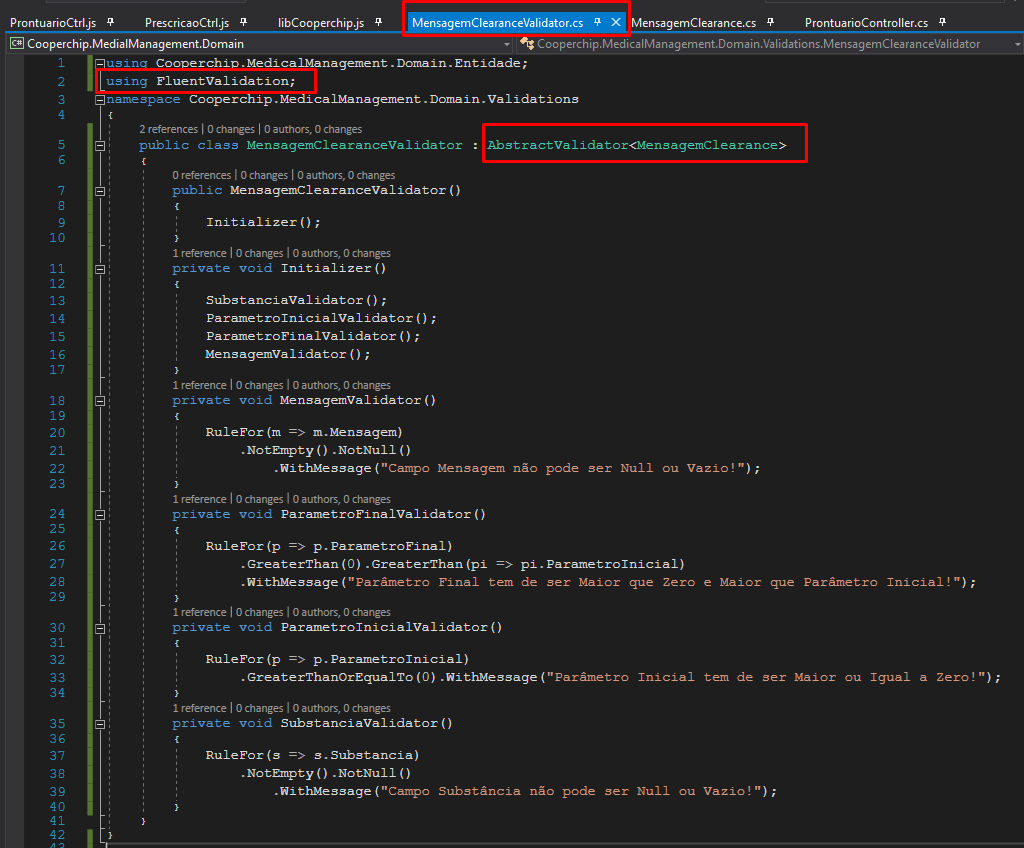 ProntuarioCtrl.js PrescricaoCtrl.js libCooperchip.js MensagemClearanceValidator.cs MensagemClearance.cs ProntuarioController.cs
C# Cooperchip.MedialManagement.Domain Cooperchip.MedicalManagement.Domain.Validations.MensagemClearanceValidator
1 using Cooperchip.MedicalManagement.Domain.Entidade;
2 using FluentValidation;
3 namespace Cooperchip.MedicalManagement.Domain.Validations
4 {
2 references | 0 changes | 0 authors, 0 changes
5 public class MensagemClearanceValidator : AbstractValidator<MensagemClearance>
6 {
0 references | 0 changes | 0 authors, 0 changes
7 public MensagemClearanceValidator()
8 {
9 Initializer();
10 }
1 reference | 0 changes | 0 authors, 0 changes
11 private void Initializer()
12 {
13 SubstanciaValidator();
14 ParametroInicialValidator();
15 ParametroFinalValidator();
16 MensagemValidator();
17 }
1 reference | 0 changes | 0 authors, 0 changes
18 private void MensagemValidator()
19 {
20 RuleFor(m => m.Mensagem)
21 .NotEmpty().NotNull()
22 .WithMessage("Campo Mensagem não pode ser Null ou Vazio!");
23 }
1 reference | 0 changes | 0 authors, 0 changes
24 private void ParametroFinalValidator()
25 {
26 RuleFor(p => p.ParametroFinal)
27 .GreaterThan(0).GreaterThan(pi => pi.ParametroInicial)
28 .WithMessage("Parâmetro Final tem de ser Maior que Zero e Maior que Parâmetro Inicial!");
29 }
1 reference | 0 changes | 0 authors, 0 changes
30 private void ParametroInicialValidator()
31 {
32 RuleFor(p => p.ParametroInicial)
33 .GreaterThanOrEqualTo(0).WithMessage("Parâmetro Inicial tem de ser Maior ou Igual a Zero!");
34 }
1 reference | 0 changes | 0 authors, 0 changes
35 private void SubstanciaValidator()
36 {
37 RuleFor(s => s.Substancia)
38 .NotEmpty().NotNull()
39 .WithMessage("Campo Substância não pode ser Null ou Vazio!");
40 }
41 }
42 }
43